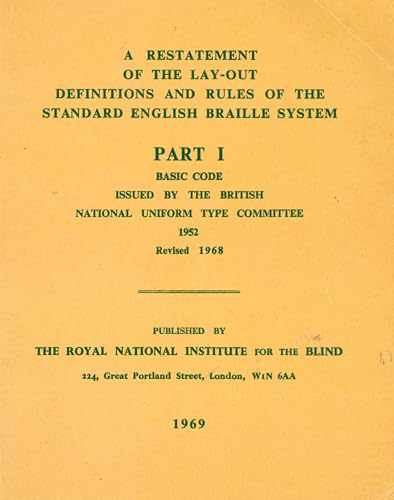 A RESTATEMENT
OF THE LAY-OUT
DEFINITIONS AND RULES OF THE
STANDARD ENGLISH BRAILLE SYSTEM
PART I
BASIC CODE
ISSUED BY THE BRITISH
NATIONAL UNIFORM TYPE COMMITTEE
1952
Revised 1968
PUBLISHED BY
THE ROYAL NATIONAL INSTITUTE FOR THE BLIND
224, Great Portland Street, London, W1N 6AA
1969